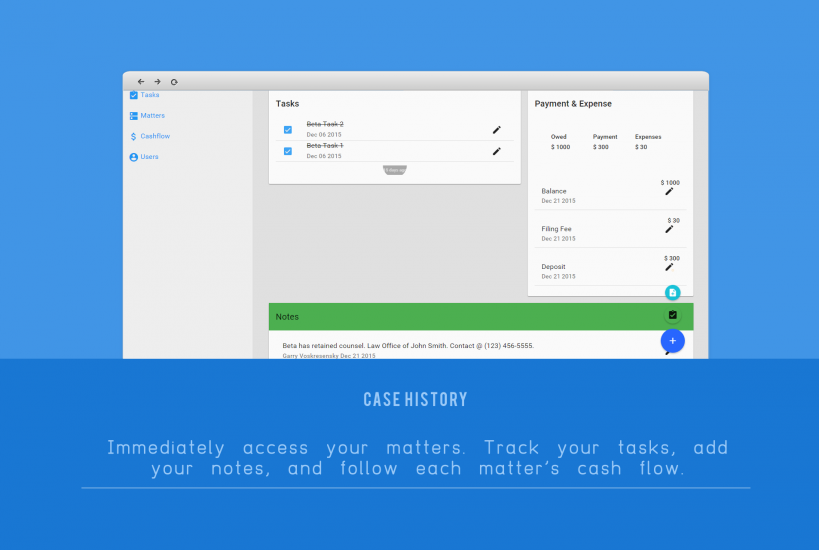 Tasks
Matters
Cashflow
Users
Tasks
Beta Task 2
Dec 06 2015
Beta Task 1
Dec 06 2015
Payment & Expense
Owed Payment Expenses
$ 1000 $ 300 $ 30
$ 1000
Balance
Dec 21 2015
$ 30
Filing Fee
Dec 21 2015
$ 300
Deposit
Dec 21 2015
Notes
Beta has retained counsel. Law Office of John Smith. Contact @ (123) 456-5555.
Garry Voskresensky Dec 21 2015
CASE HISTORY
Immediately access your matters. Track your tasks, add
your notes, and follow each matter's cash flow.